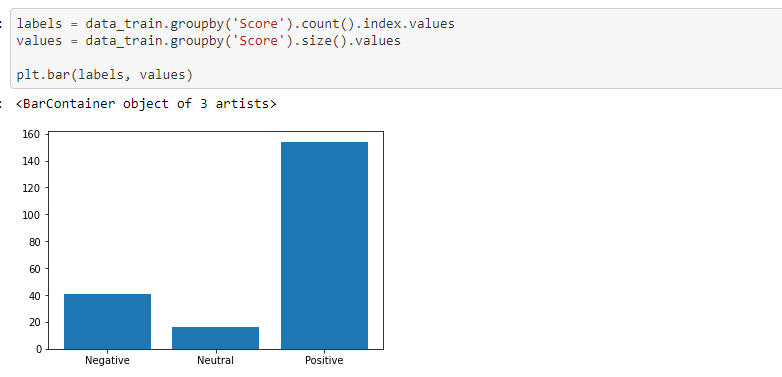 : labels = data_train.groupby('Score').count().index.values
values = data_train.groupby('Score').size().values
plt.bar(labels, values)
: <BarContainer object of 3 artists>
160
140
120
100
80
60
40
20
0
Negative Neutral Positive